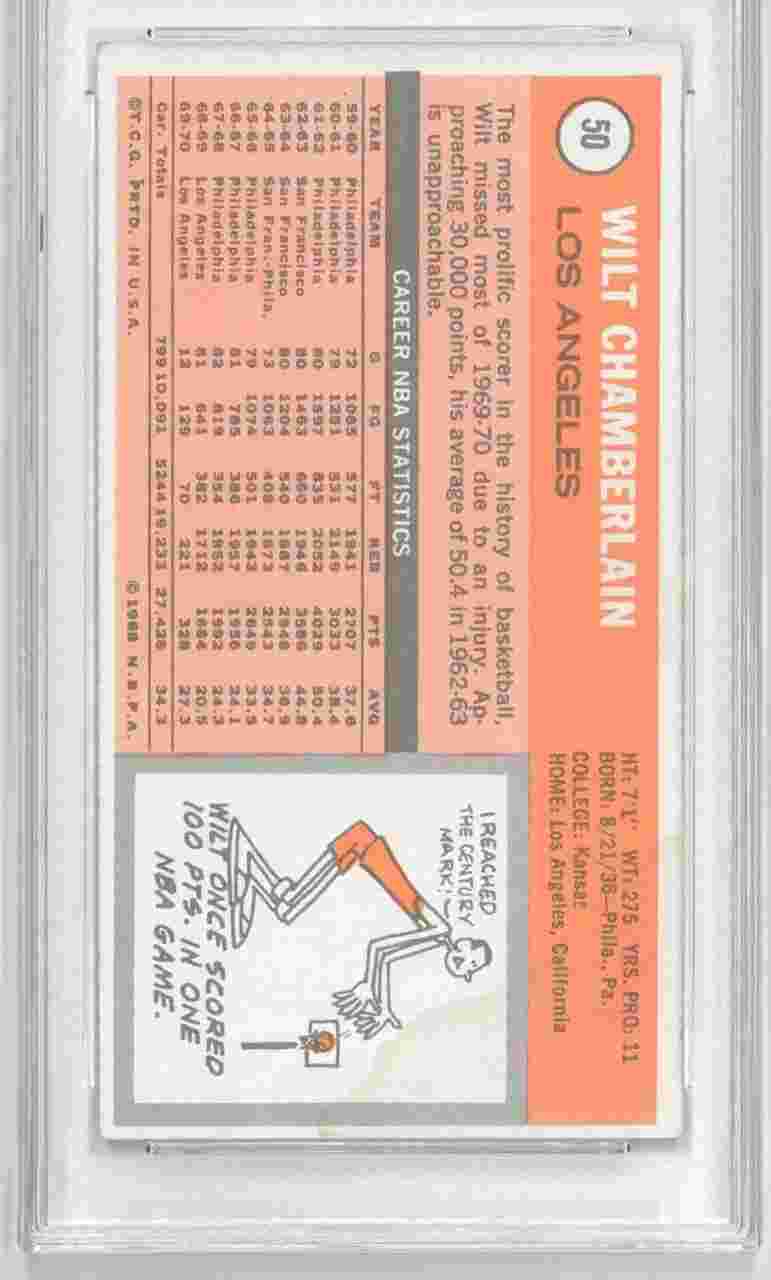 50
WILT CHAMBERLAIN
LOS ANGELES
HT: 7'1" WT: 275 YRS. PRO: 11
BORN: 8/21/36—Phila., Pa.
COLLEGE: Kansas
HOME: Los Angeles, California
The most prolific scorer in the history of basketball,
Wilt missed most of 1969-70 due to an injury. Ap-
proaching 30,000 points, his average of 50.4 in 1962-63
is unapproachable.
CAREER NBA STATISTICS
YEAR TEAM G FG FT REB PTS AVG
59-60 Philadelphia 72 1065 577 1941 2707 37.6
60-61 Philadelphia 79 1251 531 2149 3033 38.4
61-62 Philadelphia 80 1597 835 2052 4029 50.4
62-63 San Francisco 80 1463 660 1946 3586 44.8
63-64 San Francisco 80 1204 540 1787 2948 36.9
64-65 San Fran.-Phila. 73 1063 408 1673 34.7
65-66 Philadelphia 79 1074 501 1943 2649 33.5
66-67 Philadelphia 81 785 386 1957 1956 24.1
67-68 Philadelphia 82 819 354 1952 1992 24.3
68-69 Los Angeles 81 641 382 1712 1664 20.5
69-70 Los Angeles 12 129 70 221 328 27.3
Car. Totals 799 10,091 5244 19,233 34.3
©T.C.G. PRTD. IN U.S.A. ©1968 N.B.P.A.
I REACHED
THE CENTURY
MARK!
WILT ONCE SCORED
100 PTS. IN ONE
NBA GAME.